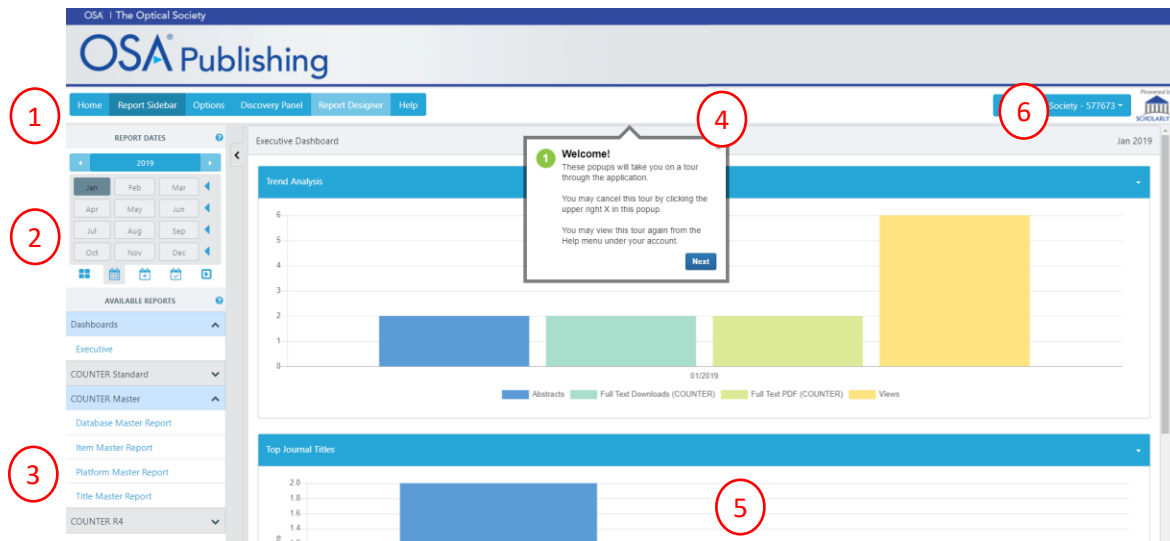 OSA | The Optical Society
OSA® Publishing
1
Home Report Sidebar Options Discovery Panel Report Designer Help
4
6
Society - 577673
Powered b
SCHOLARLY
REPORT DATES
2019
Jan Feb Mar
Apr May Jun
Jul Aug Sep
Oct Nov Dec
2
AVAILABLE REPORTS
Dashboards
Executive
COUNTER Standard
COUNTER Master
Database Master Report
Item Master Report
Platform Master Report
Title Master Report
COUNTER R4
3
Executive Dashboard
Jan 2019
Trend Analysis
1 Welcome!
These popups will take you on a tour
through the application.
You may cancel this tour by clicking the
upper right X in this popup.
You may view this tour again from the
Help menu under your account.
Next
6
5
4
3
2
1
0
01/2019
Abstracts Full Text Downloads (COUNTER) Full Text PDF (COUNTER) Views
Top Journal Titles
2.0
1.8
1.6
1.4
5